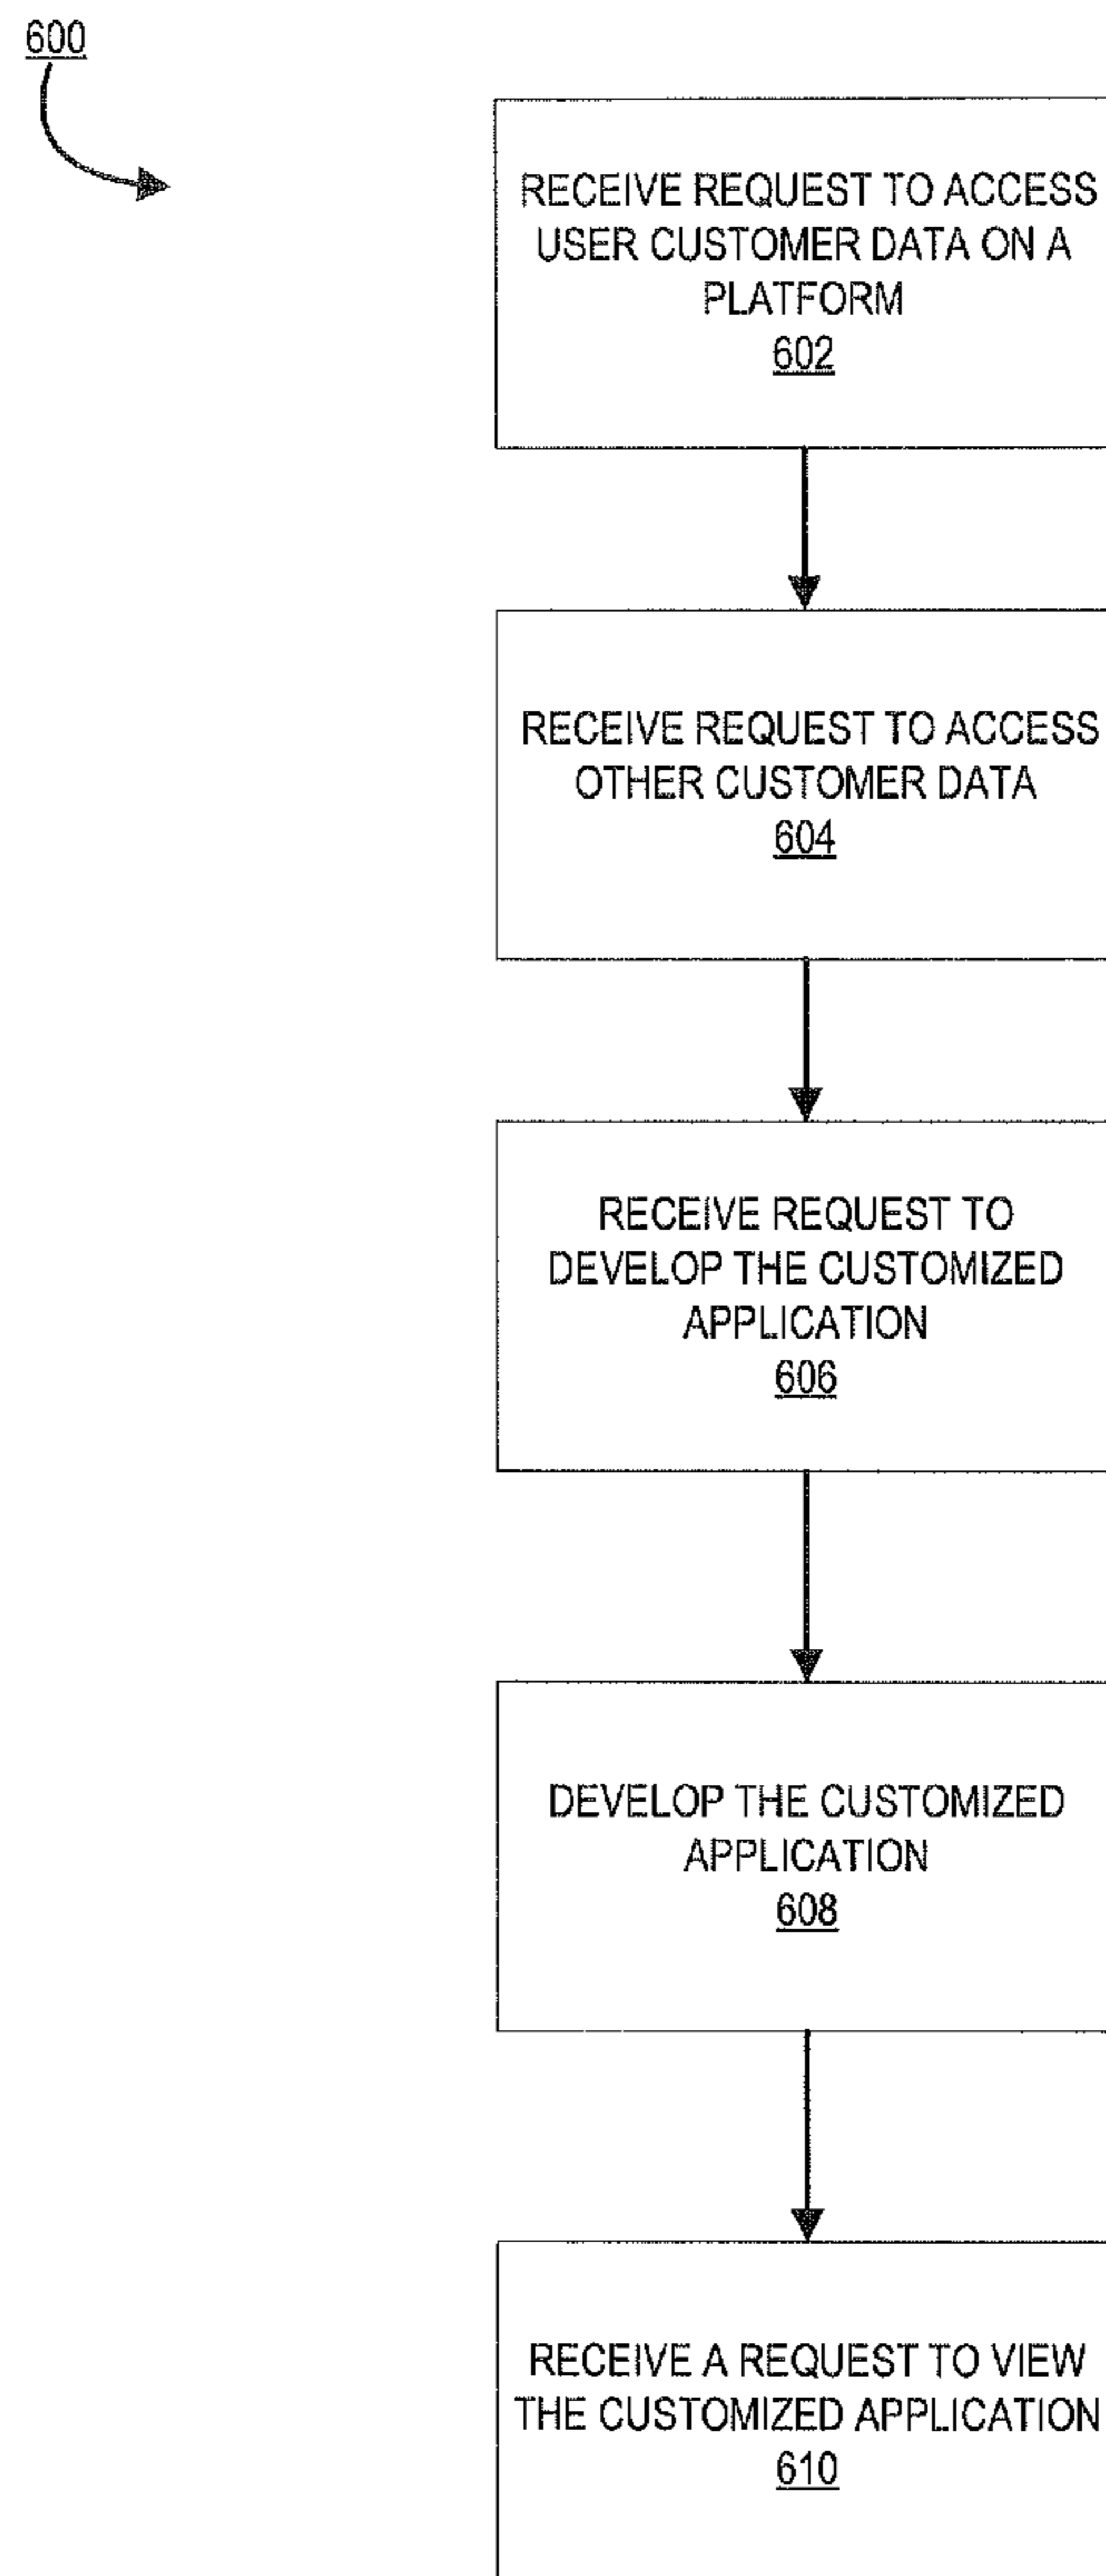 600
RECEIVE REQUEST TO ACCESS
USER CUSTOMER DATA ON A
PLATFORM
602
RECEIVE REQUEST TO ACCESS
OTHER CUSTOMER DATA
604
RECEIVE REQUEST TO
DEVELOP THE CUSTOMIZED
APPLICATION
606
DEVELOP THE CUSTOMIZED
APPLICATION
608
RECEIVE A REQUEST TO VIEW
THE CUSTOMIZED APPLICATION
610